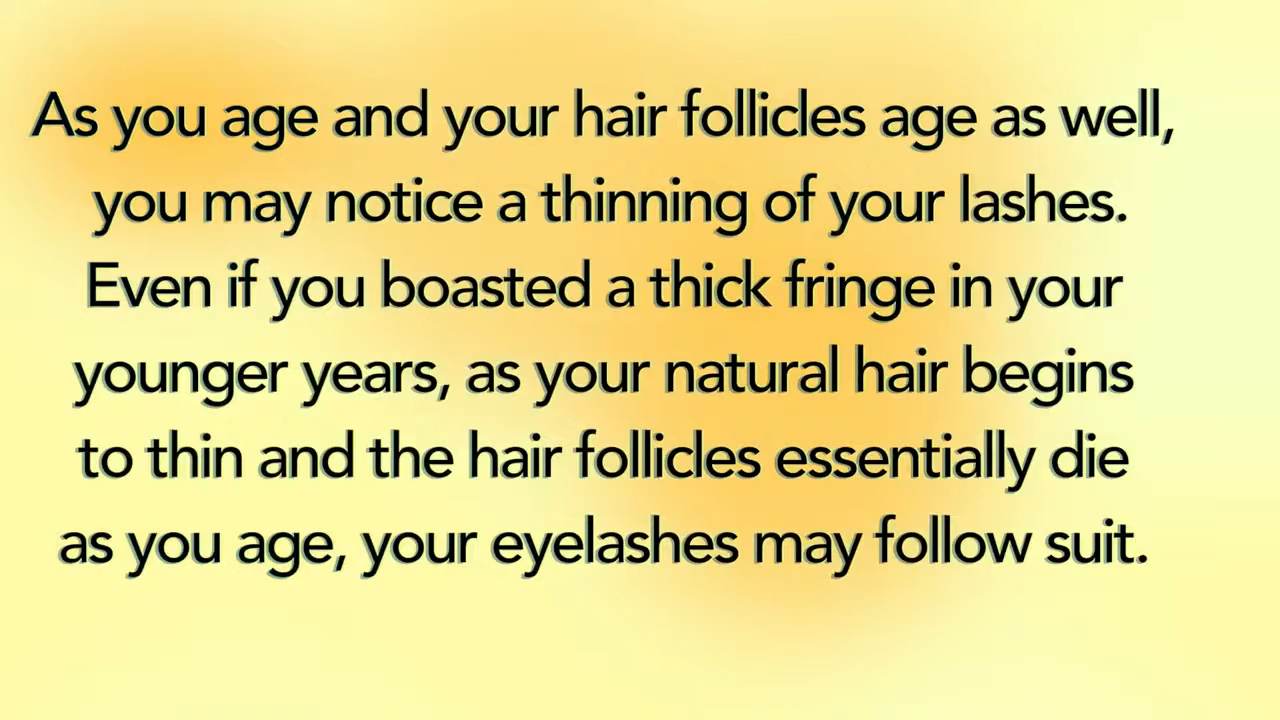 As you age and your hair follicles age as well,
you may notice a thinning of your lashes.
Even if you boasted a thick fringe in your
younger years, as your natural hair begins
to thin and the hair follicles essentially die
as you age, your eyelashes may follow suit.